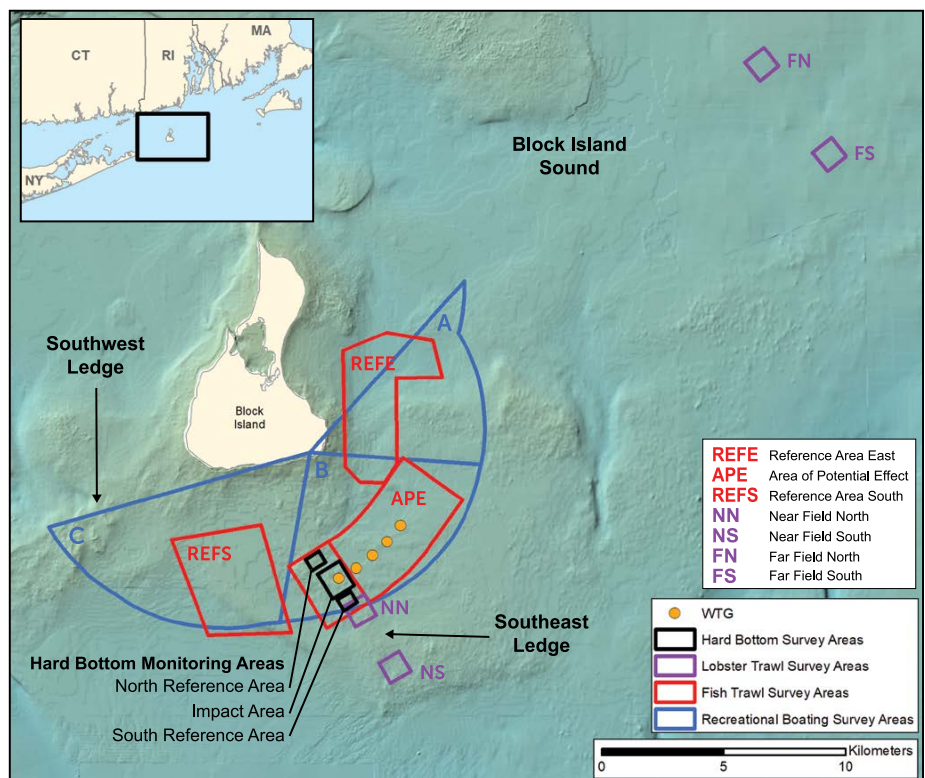 CT
RI
MA
NY
FN
Block Island
Sound
FS
A
Southwest
Ledge
REFE
Block
Island
B
APE
C
REFS
NN
Southeast
Ledge
NS
Hard Bottom Monitoring Areas
North Reference Area
Impact Area
South Reference Area
REFE Reference Area East
APE Area of Potential Effect
REFS Reference Area South
NN Near Field North
NS Near Field South
FN Far Field North
FS Far Field South
WTG
Hard Bottom Survey Areas
Lobster Trawl Survey Areas
Fish Trawl Survey Areas
Recreational Boating Survey Areas
Kilometers
0 5 10